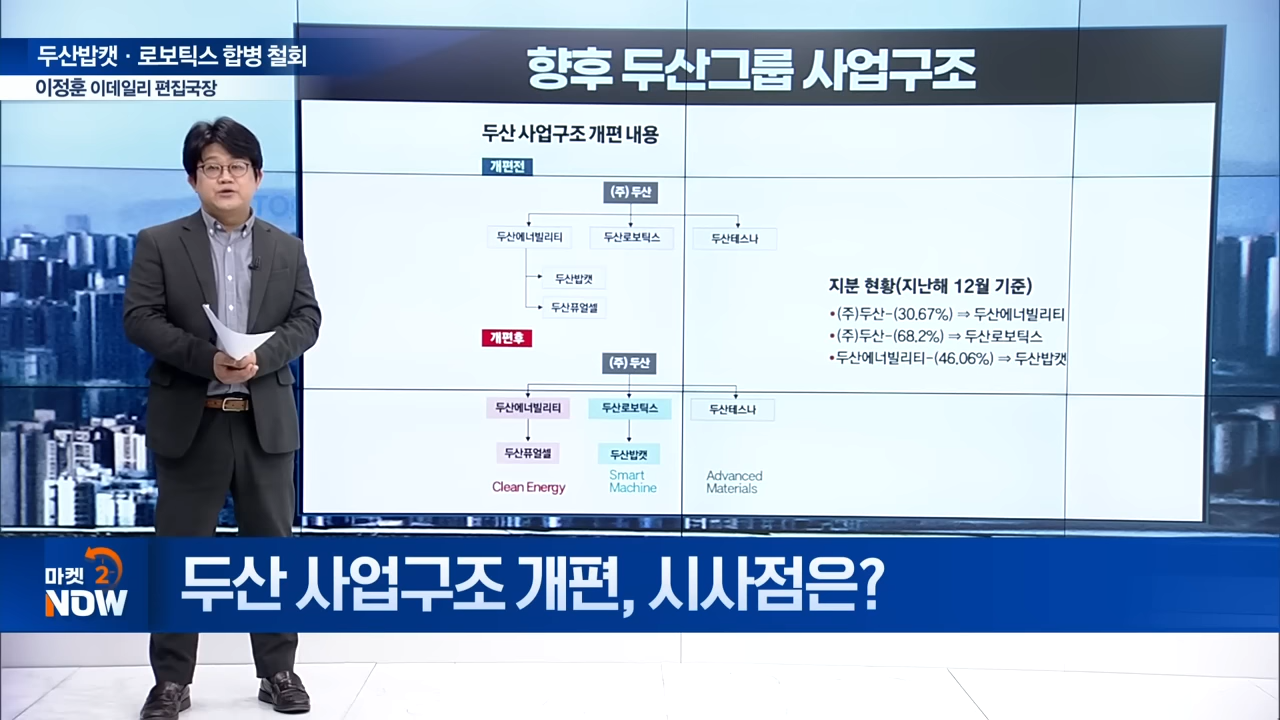 두산밥캣·로보틱스 합병 철회
이정훈 이데일리 편집국장
향후 두산그룹 사업구조
두산 사업구조 개편 내용
개편전
(주) 두산
두산에너빌리티
두산로보틱스
두산테스나
두산밥캣
두산퓨얼셀
개편후
(주) 두산
두산에너빌리티
두산로보틱스
두산테스나
두산퓨얼셀
두산밥캣
Clean Energy
Smart
Machine
Advanced
Materials
지분 현황(지난해 12월 기준)
•(주)두산-(30.67%) ⇒ 두산에너빌리티
•(주)두산-(68.2%) ⇒ 두산로보틱스
•두산에너빌리티-(46.06%) ⇒ 두산밥캣
마켓 2
NOW
두산 사업구조 개편, 시사점은?